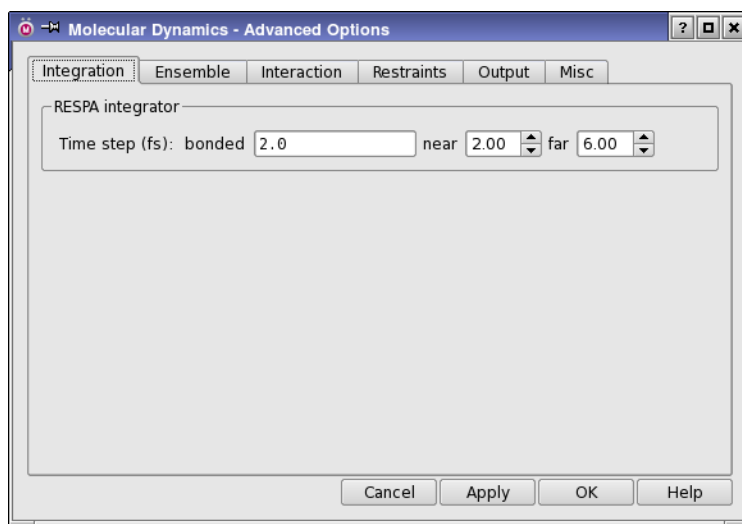 Molecular Dynamics - Advanced Options
Integration Ensemble Interaction Restraints Output Misc
RESPA integrator
Time step (fs): bonded 2.0 near 2.00 far 6.00
Cancel Apply OK Help